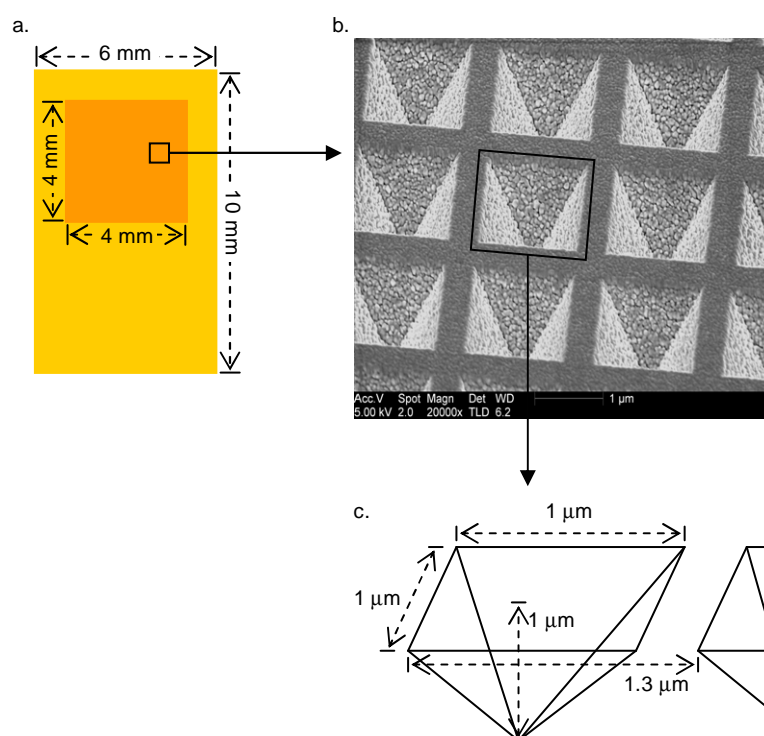 a.
6 mm
4 mm
4 mm
10 mm
b.
Acc.V Spot Magn Det WD 1 µm
5.00 kV 2.0 20000x TLD 6.2
c.
1 µm
1 µm
1 µm
1.3 µm